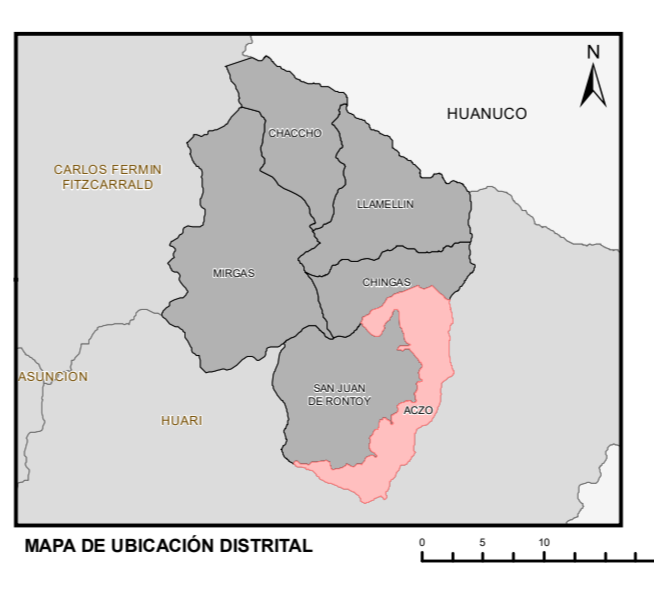 N
HUANUCO
CHACCHO
CARLOS FERMIN
FITZCARRALD
LLAMELLIN
MIRGAS
CHINGAS
ASUNCION
SAN JUAN
DE RONTOY
ACZO
HUARI
MAPA DE UBICACIÓN DISTRITAL
0 5 10